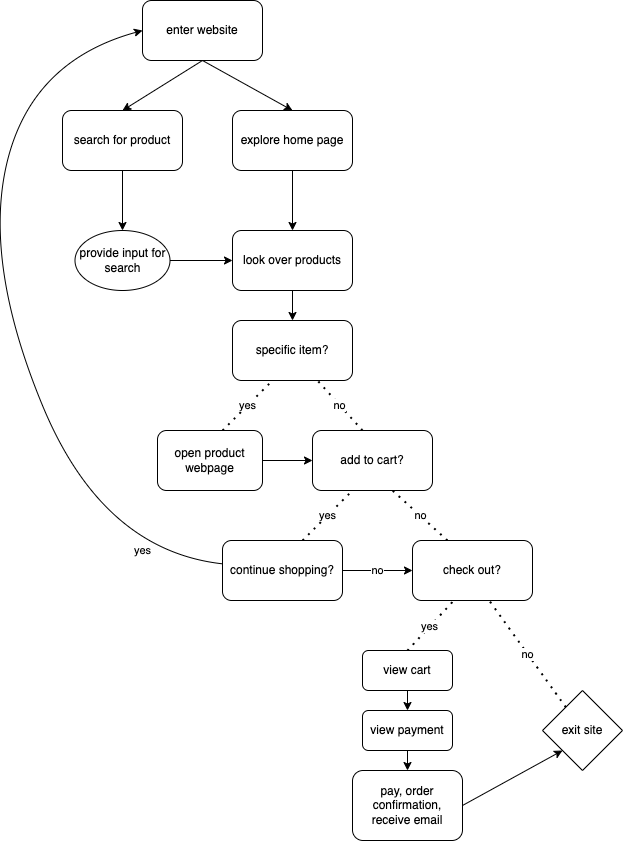 enter website
search for product
explore home page
provide input for
search
look over products
specific item?
yes
no
open product
webpage
add to cart?
yes
no
yes
continue shopping?
no
check out?
yes
no
view cart
view payment
exit site
pay, order
confirmation,
receive email